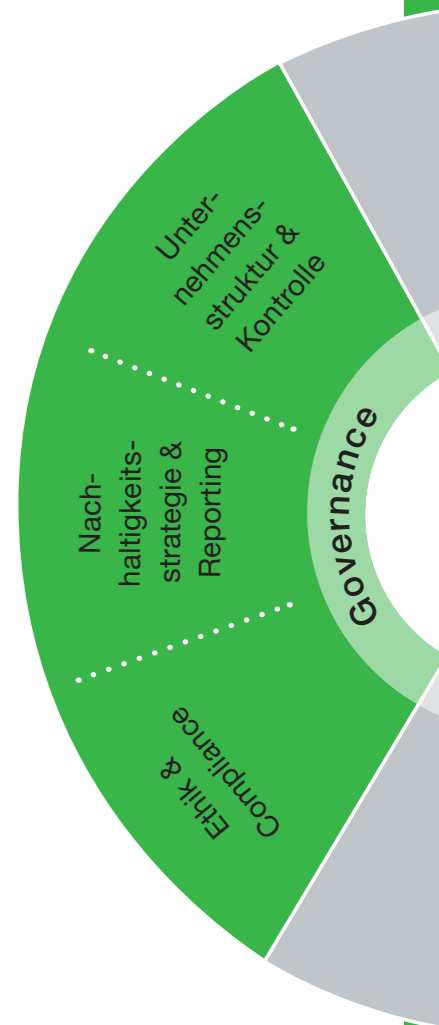 Unter-
nehmens-
struktur &
Kontrolle
Nach-
haltigkeits-
strategie &
Reporting
Ethik &
Compliance
Governance